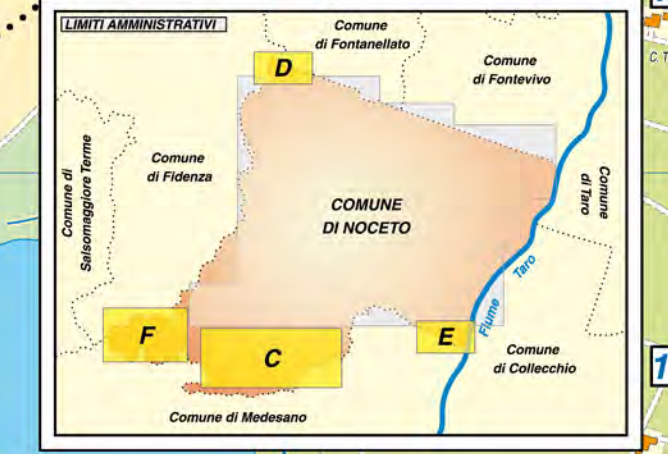 LIMITI AMMINISTRATIVI
Comune
di Fontanellato
D
Comune
di Fontevivo
C. T
Comune di
Salsomaggiore Terme
Comune
di Fidenza
COMUNE
DI NOCETO
Comune
di Taro
Fiume Taro
F
C
E
Comune
di Collecchio
1
Comune di Medesano